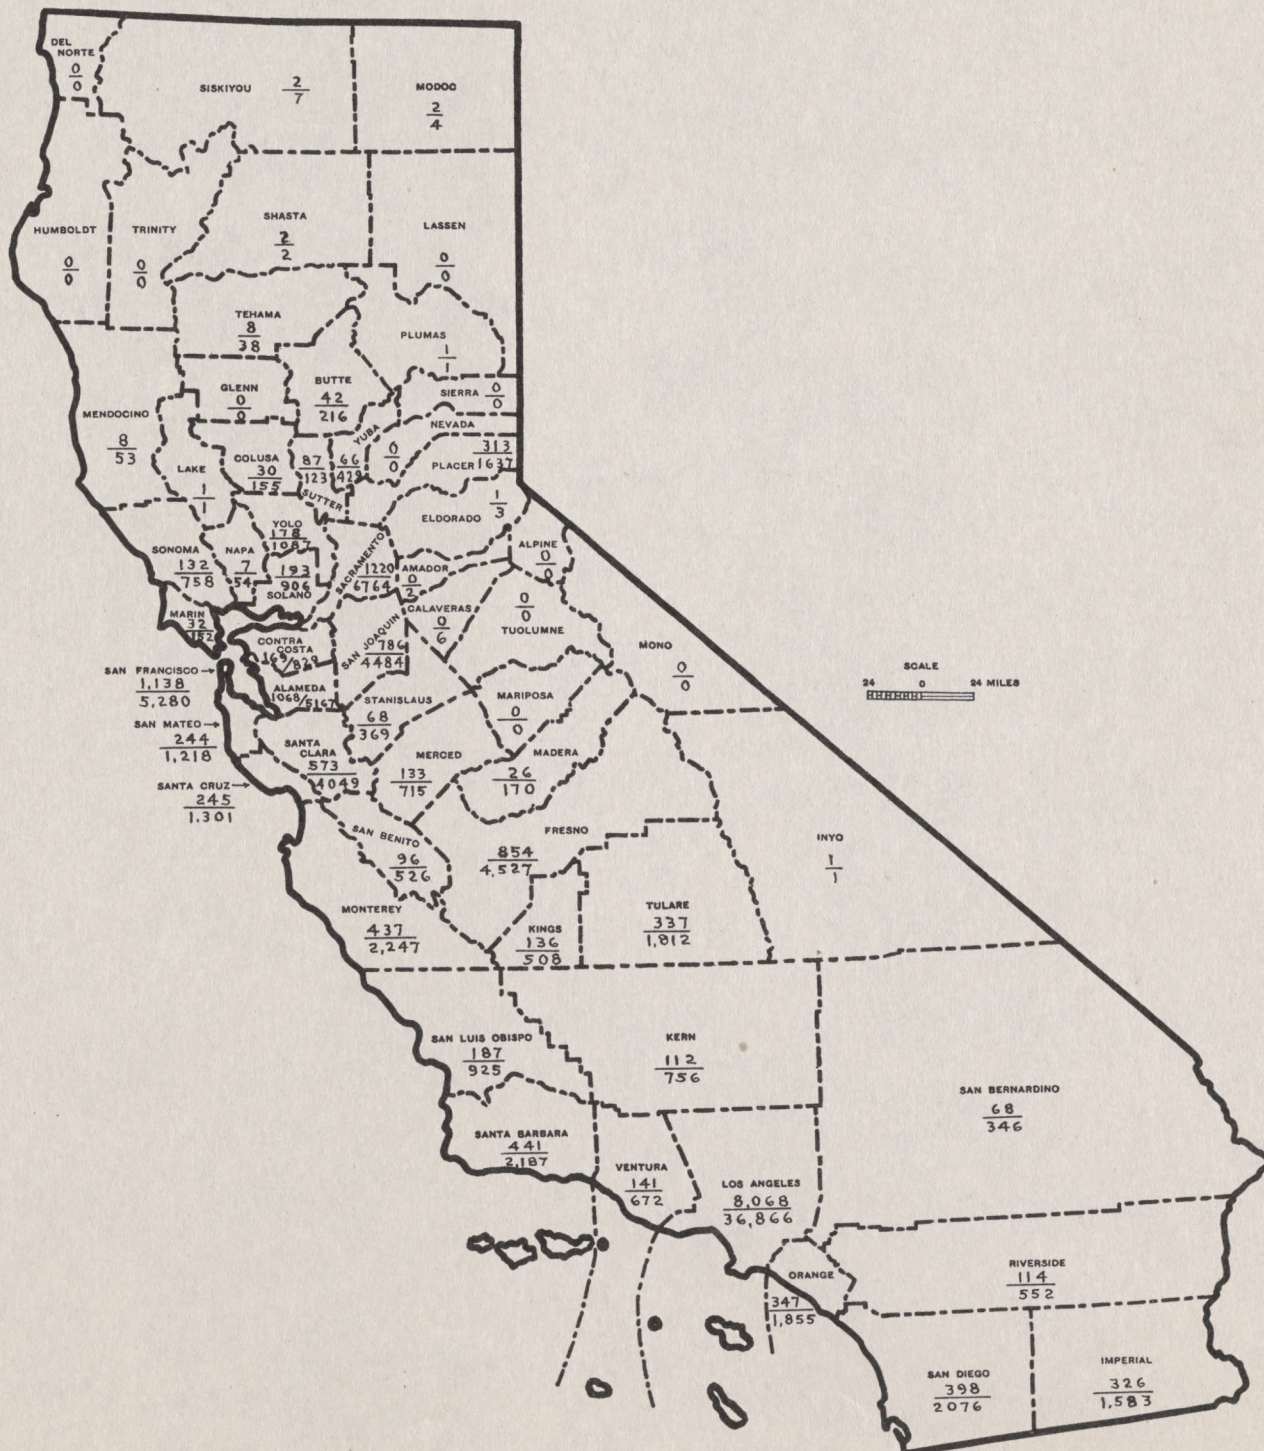 DEL
NORTE
0
0
SISKIYOU 2
7
MODOC
2
4
HUMBOLDT
0
0
TRINITY
0
0
SHASTA
2
2
LASSEN
0
0
TEHAMA
8
38
PLUMAS
1
1
GLENN
0
0
BUTTE
42
216
SIERRA 0
0
MENDOCINO
8
53
LAKE
1
1
COLUSA
30
155
87
123
SUTTER
YUBA
66
429
NEVADA
0
0
PLACER 313
1637
ELDORADO 1
3
SONOMA
132
758
NAPA
7
54
YOLO
178
1087
193
906
SOLANO
SACRAMENTO
1220
6764
AMADOR
0
2
ALPINE
0
0
MARIN
32
152
CONTRA
COSTA
169/829
SAN JOAQUIN
786
4484
CALAVERAS
0
6
0
0
TUOLUMNE
MONO
0
0
SAN FRANCISCO
1,138
5,280
ALAMEDA
1068/5167
STANISLAUS
68
369
MARIPOSA
0
0
SCALE
24 0 24 MILES
SAN MATEO
244
1,218
SANTA
CLARA
573
4049
MERCED
133
715
MADERA
26
170
SANTA CRUZ
245
1,301
SAN BENITO
96
526
FRESNO
854
4,527
INYO
1
1
MONTEREY
437
2,247
KINGS
136
508
TULARE
337
1,812
SAN LUIS OBISPO
187
925
KERN
112
756
SAN BERNARDINO
68
346
SANTA BARBARA
441
2,187
VENTURA
141
672
LOS ANGELES
8,068
36,866
ORANGE
347
1,855
RIVERSIDE
114
552
SAN DIEGO
398
2076
IMPERIAL
326
1,583